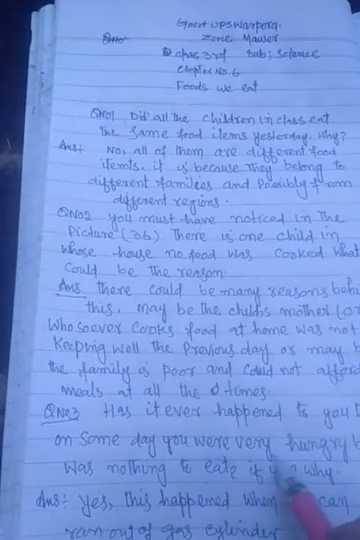 Govt UPS Warpora
Zone Mawer
QNo
class 3rd sub: Science
Chapter No. 6
Foods we eat
QNo1 Did all the children in class eat
the same food items yesterday. Why?
Ans:- No, all of them are different food
items. it is because They belong to
different families and possibly from
different regions.
QNo2 you must have noticed in The
Picture (36) There is one child in
whose house no food was cooked. What
could be the reason
Ans There could be many reasons behi
this, may be the childs mother (or
Whosoever cooks food at home was not
Keeping well the Previous day or may b
the family is poor and could not afford
meals at all the times.
QNo3 Has it ever happened to you t
on some day you were very hungry b
was nothing to eat? if y ? why.
Ans:- Yes, this happened when can
ran out of gas cylinder